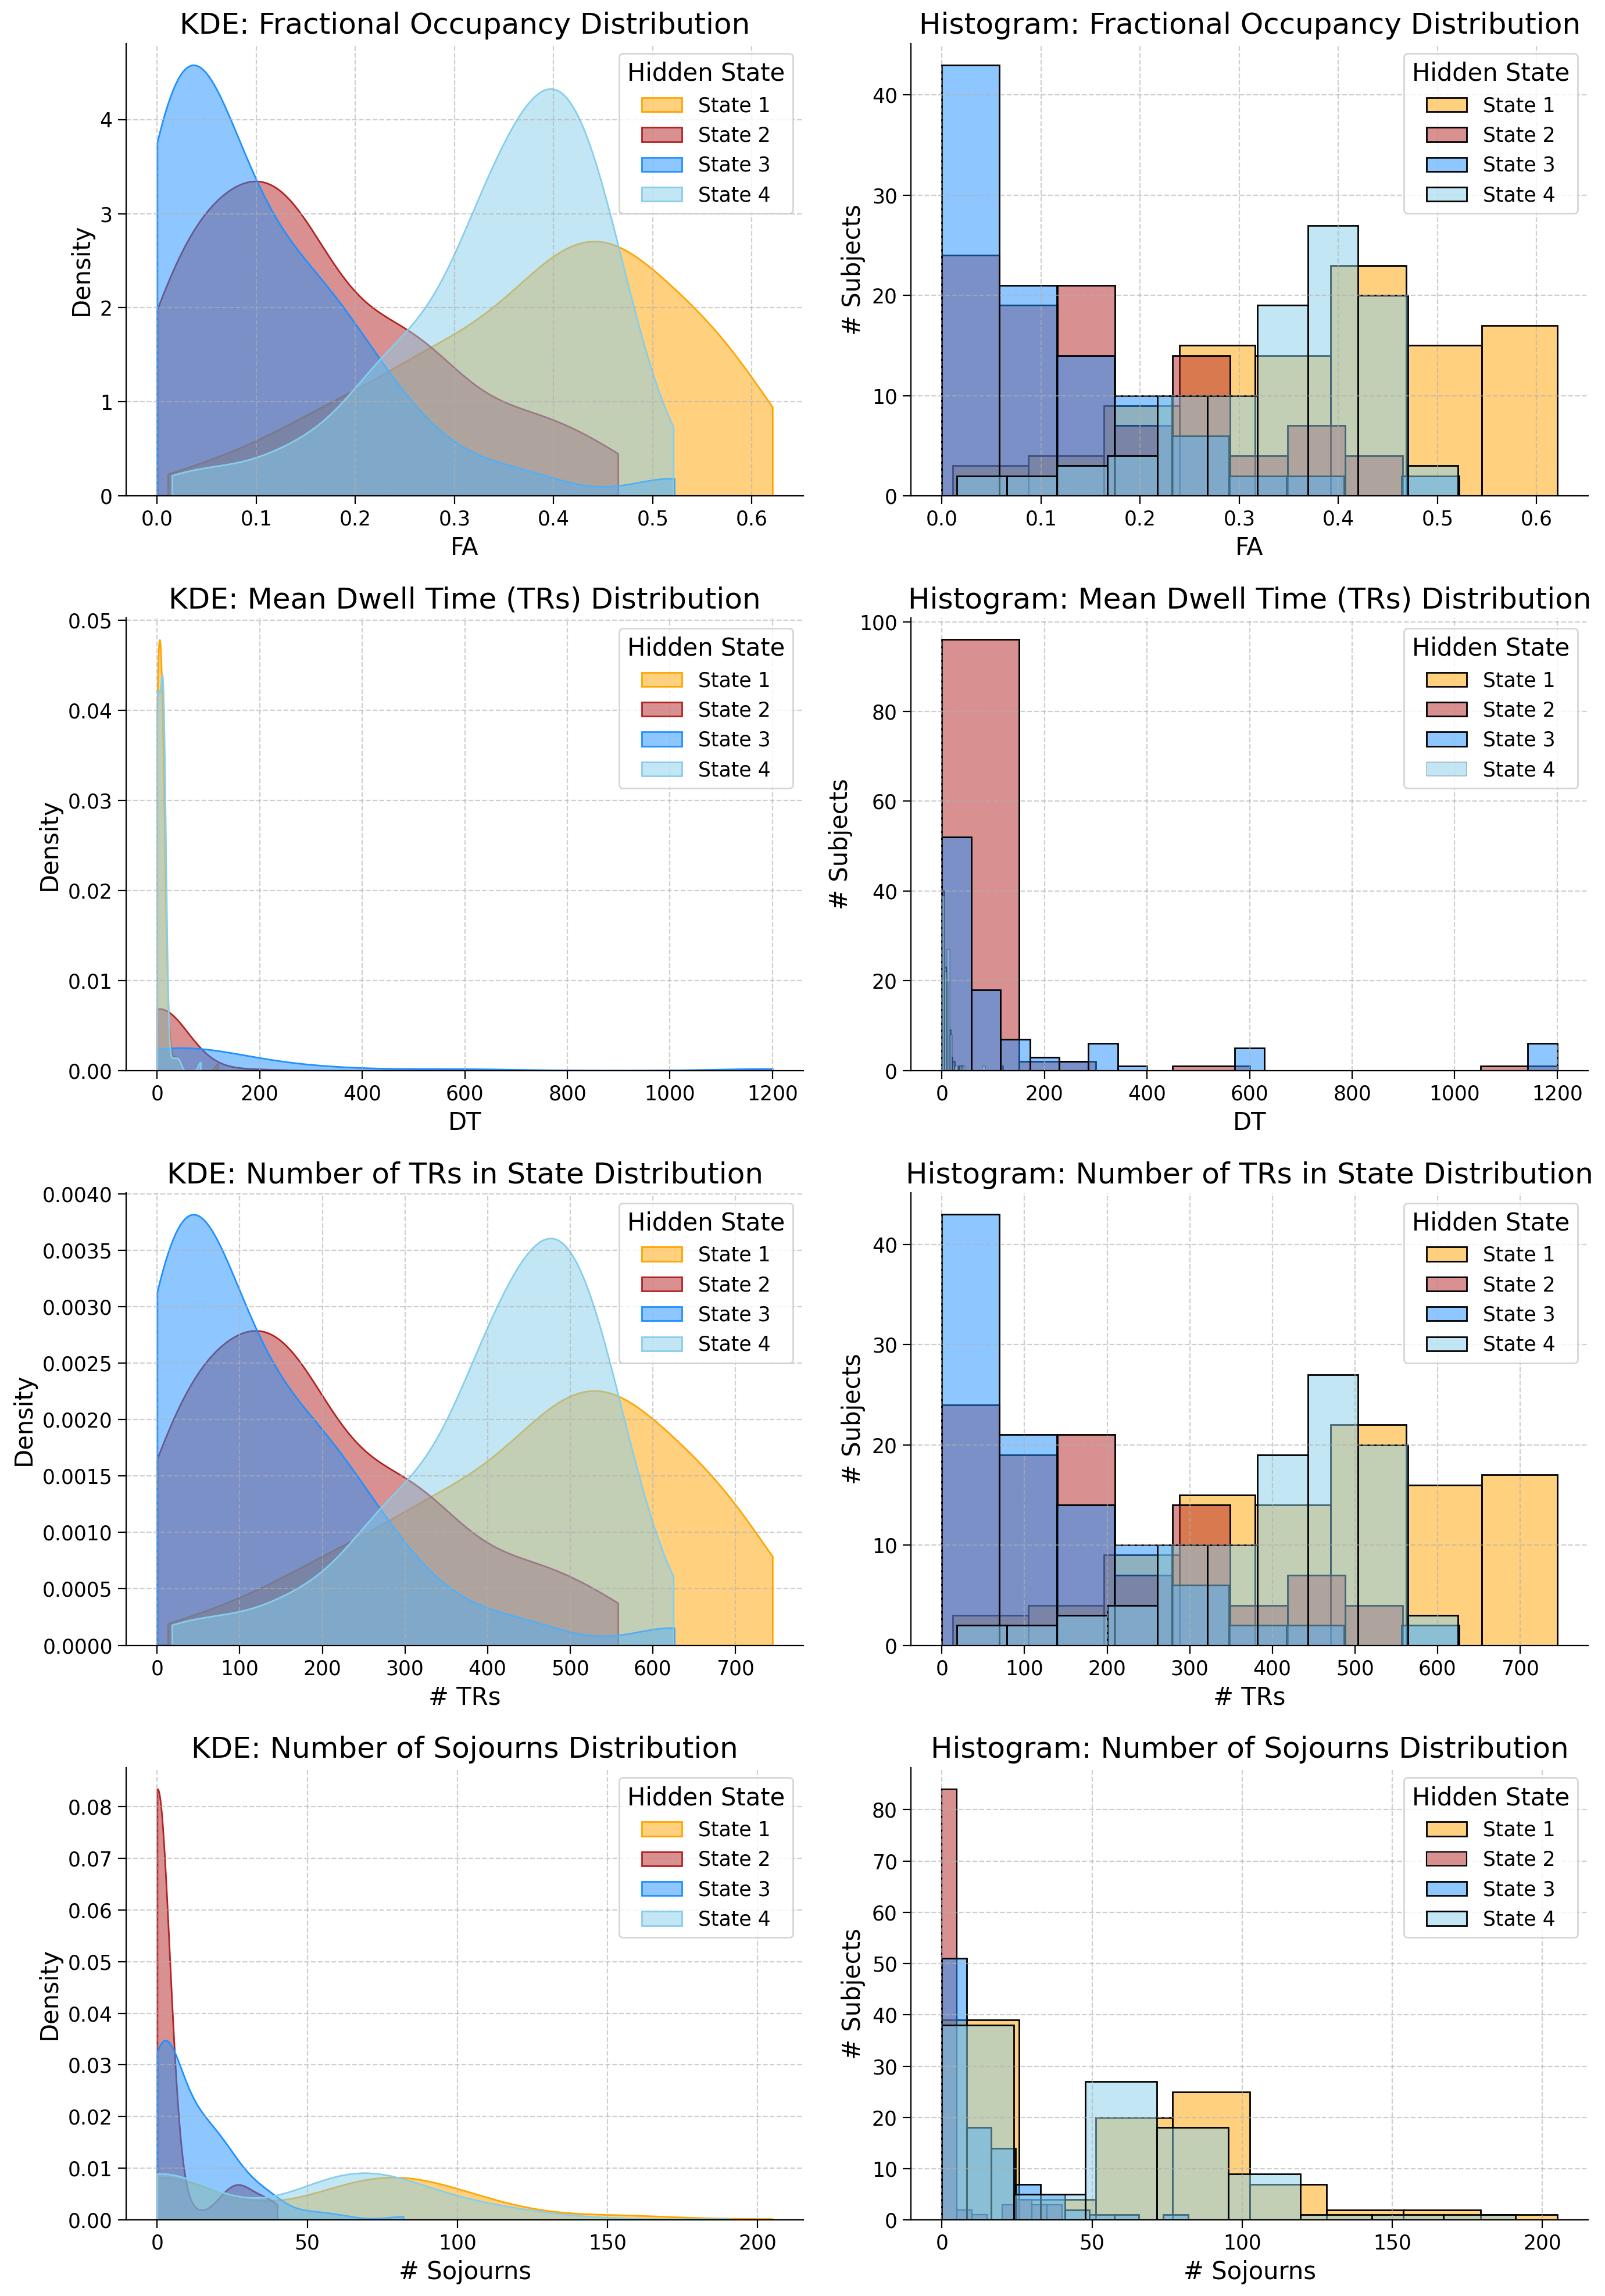 KDE: Fractional Occupancy Distribution
Density
4
3
2
1
0
0.0 0.1 0.2 0.3 0.4 0.5 0.6
FA
Hidden State
State 1
State 2
State 3
State 4
Histogram: Fractional Occupancy Distribution
# Subjects
40
30
20
10
0
0.0 0.1 0.2 0.3 0.4 0.5 0.6
FA
Hidden State
State 1
State 2
State 3
State 4
KDE: Mean Dwell Time (TRs) Distribution
Density
0.05
0.04
0.03
0.02
0.01
0.00
0 200 400 600 800 1000 1200
DT
Hidden State
State 1
State 2
State 3
State 4
Histogram: Mean Dwell Time (TRs) Distribution
# Subjects
100
80
60
40
20
0
0 200 400 600 800 1000 1200
DT
Hidden State
State 1
State 2
State 3
State 4
KDE: Number of TRs in State Distribution
Density
0.0040
0.0035
0.0030
0.0025
0.0020
0.0015
0.0010
0.0005
0.0000
0 100 200 300 400 500 600 700
# TRs
Hidden State
State 1
State 2
State 3
State 4
Histogram: Number of TRs in State Distribution
# Subjects
40
30
20
10
0
0 100 200 300 400 500 600 700
# TRs
Hidden State
State 1
State 2
State 3
State 4
KDE: Number of Sojourns Distribution
Density
0.08
0.07
0.06
0.05
0.04
0.03
0.02
0.01
0.00
0 50 100 150 200
# Sojourns
Hidden State
State 1
State 2
State 3
State 4
Histogram: Number of Sojourns Distribution
# Subjects
80
70
60
50
40
30
20
10
0
0 50 100 150 200
# Sojourns
Hidden State
State 1
State 2
State 3
State 4